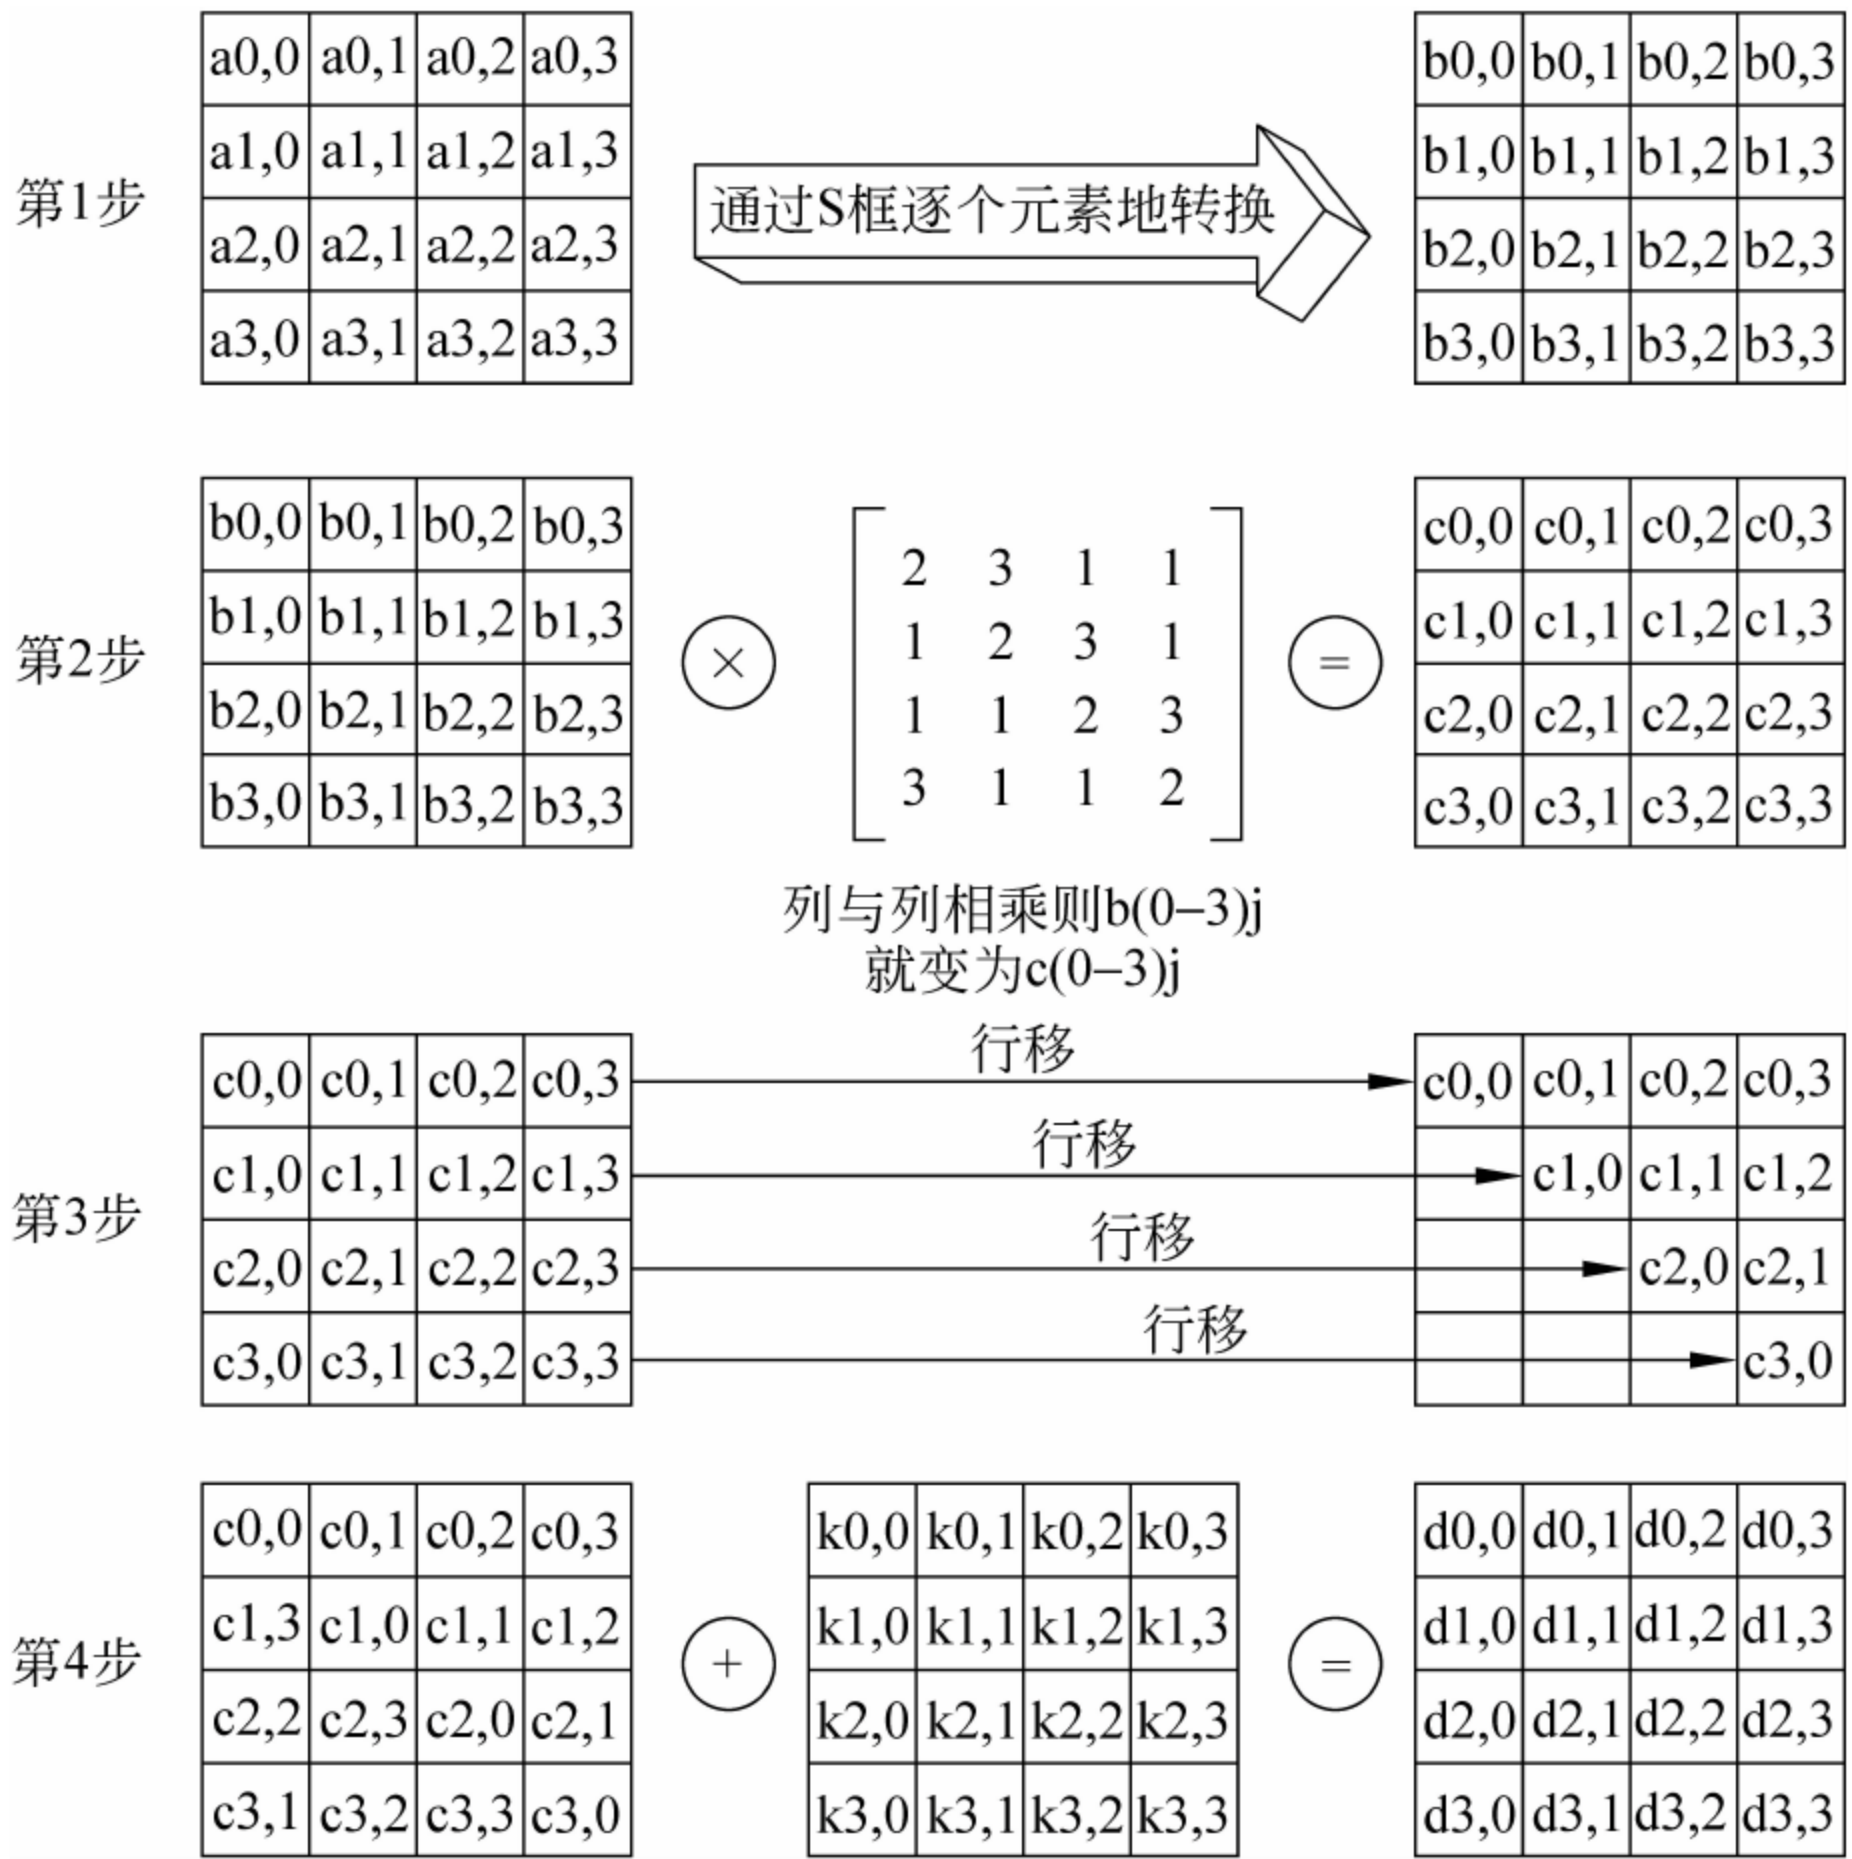 a0,0 a0,1 a0,2 a0,3 b0,0 b0,1 b0,2 b0,3
a1,0 a1,1 a1,2 a1,3 b1,0 b1,1 b1,2 b1,3
第1步 通过S框逐个元素地转换
a2,0 a2,1 a2,2 a2,3 b2,0 b2,1 b2,2 b2,3
a3,0 a3,1 a3,2 a3,3 b3,0 b3,1 b3,2 b3,3
b0,0 b0,1 b0,2 b0,3 2 3 1 1 c0,0 c0,1 c0,2 c0,3
b1,0 b1,1 b1,2 b1,3 1 2 3 1 c1,0 c1,1 c1,2 c1,3
第2步 × =
b2,0 b2,1 b2,2 b2,3 1 1 2 3 c2,0 c2,1 c2,2 c2,3
b3,0 b3,1 b3,2 b3,3 3 1 1 2 c3,0 c3,1 c3,2 c3,3
列与列相乘则b(0–3)j
就变为c(0–3)j
c0,0 c0,1 c0,2 c0,3 行移 c0,0 c0,1 c0,2 c0,3
c1,0 c1,1 c1,2 c1,3 行移 c1,0 c1,1 c1,2
第3步
c2,0 c2,1 c2,2 c2,3 行移 c2,0 c2,1
c3,0 c3,1 c3,2 c3,3 行移 c3,0
c0,0 c0,1 c0,2 c0,3 k0,0 k0,1 k0,2 k0,3 d0,0 d0,1 d0,2 d0,3
c1,3 c1,0 c1,1 c1,2 k1,0 k1,1 k1,2 k1,3 d1,0 d1,1 d1,2 d1,3
第4步 + =
c2,2 c2,3 c2,0 c2,1 k2,0 k2,1 k2,2 k2,3 d2,0 d2,1 d2,2 d2,3
c3,1 c3,2 c3,3 c3,0 k3,0 k3,1 k3,2 k3,3 d3,0 d3,1 d3,2 d3,3